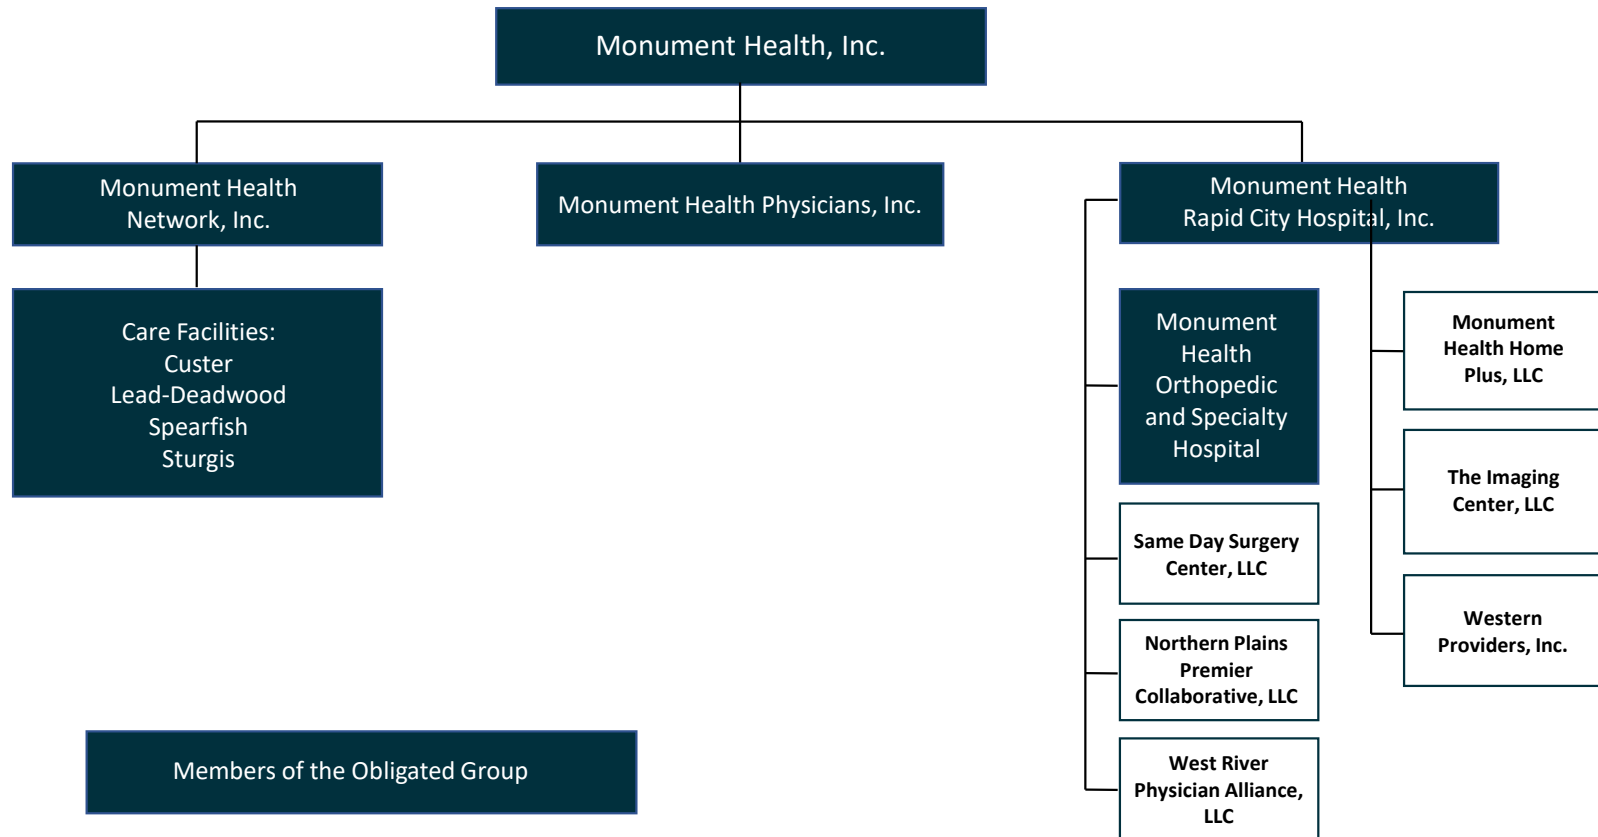 Monument Health, Inc.
Monument Health
Network, Inc.
Monument Health Physicians, Inc.
Monument Health
Rapid City Hospital, Inc.
Care Facilities:
Custer
Lead-Deadwood
Spearfish
Sturgis
Monument
Health
Orthopedic
and Specialty
Hospital
Monument
Health Home
Plus, LLC
The Imaging
Center, LLC
Same Day Surgery
Center, LLC
Western
Providers, Inc.
Northern Plains
Premier
Collaborative, LLC
West River
Physician Alliance,
LLC
Members of the Obligated Group